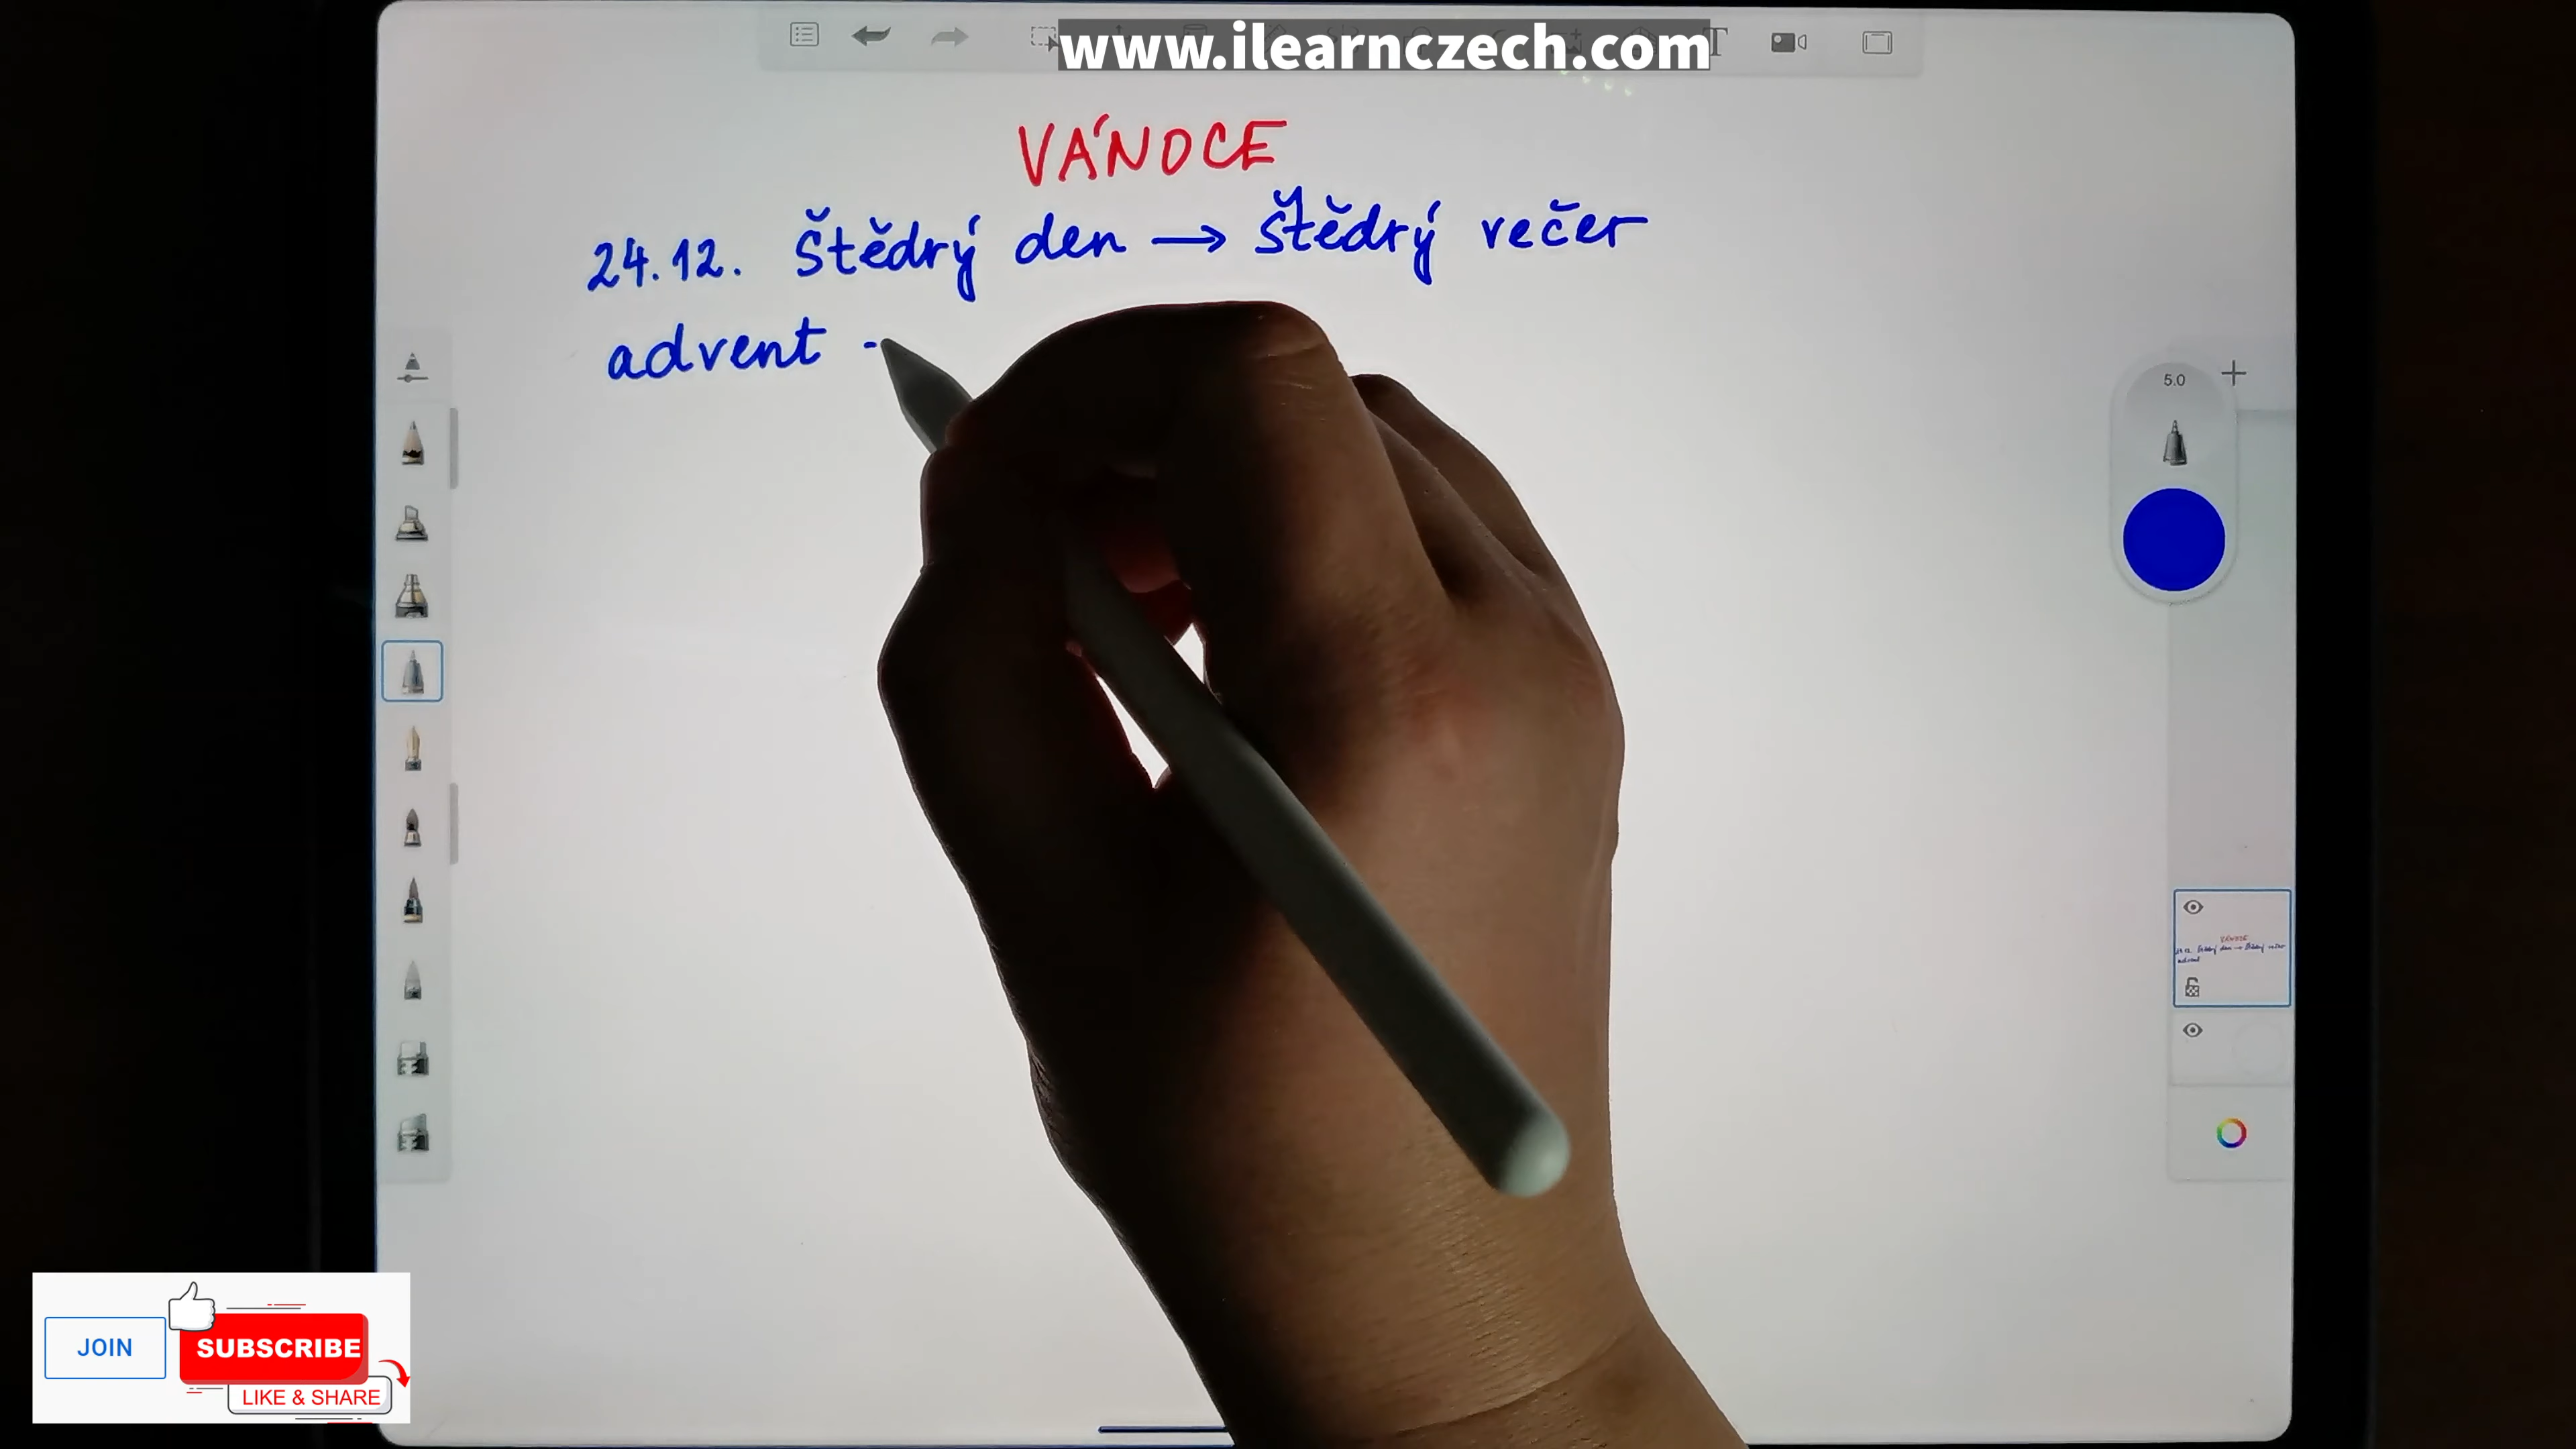 www.ilearnczech.com
VÁNOCE
24.12. Štědrý den → Štědrý večer
advent -
5.0
JOIN
SUBSCRIBE
LIKE & SHARE